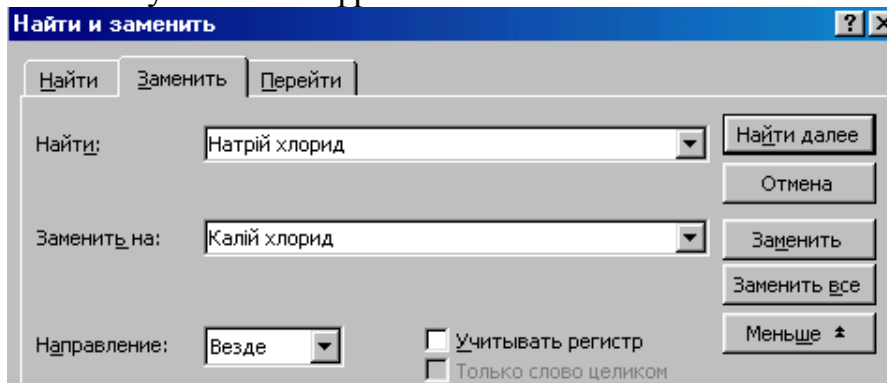 Найти и заменить
Найти Заменить Перейти
Найти: Натрій хлорид Найти далее
Отмена
Заменить на: Калій хлорид Заменить
Заменить все
Направление: Везде Учитывать регистр Меньше
Только слово целиком